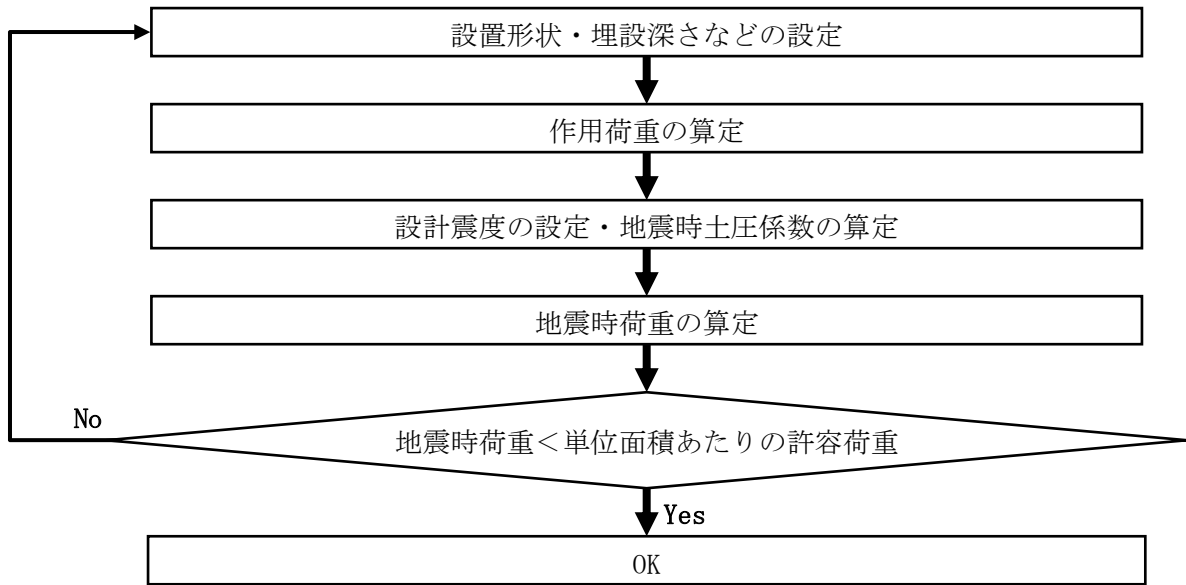 設置形状・埋設深さなどの設定
作用荷重の算定
設計震度の設定・地震時土圧係数の算定
地震時荷重の算定
No
地震時荷重＜単位面積あたりの許容荷重
Yes
OK